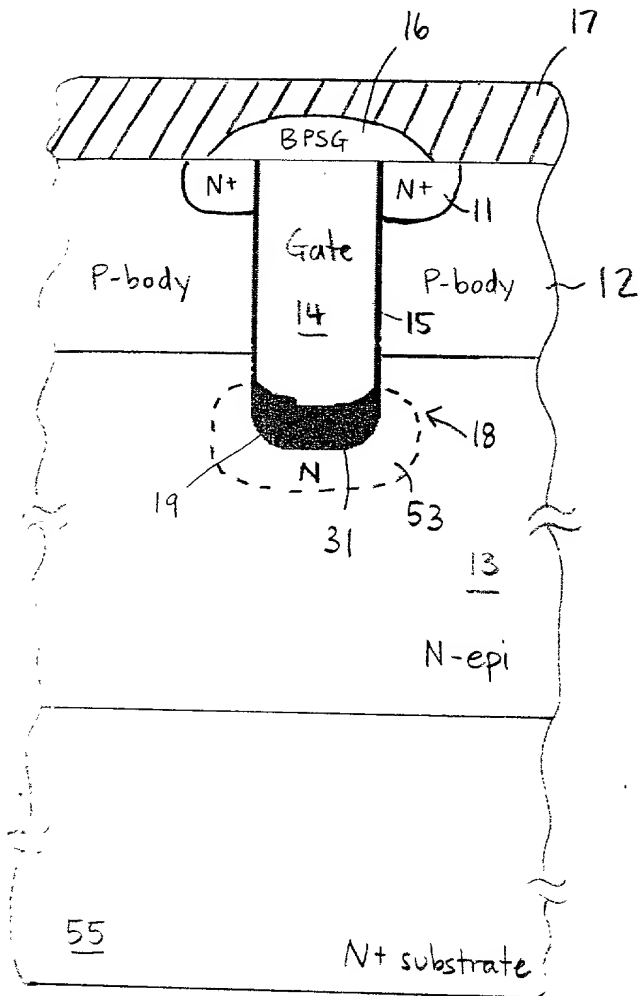 16
17
BPSG
N+
N+
11
Gate
P-body
P-body
12
14
15
18
N
19
53
31
13
N-epi
55
N+ substrate